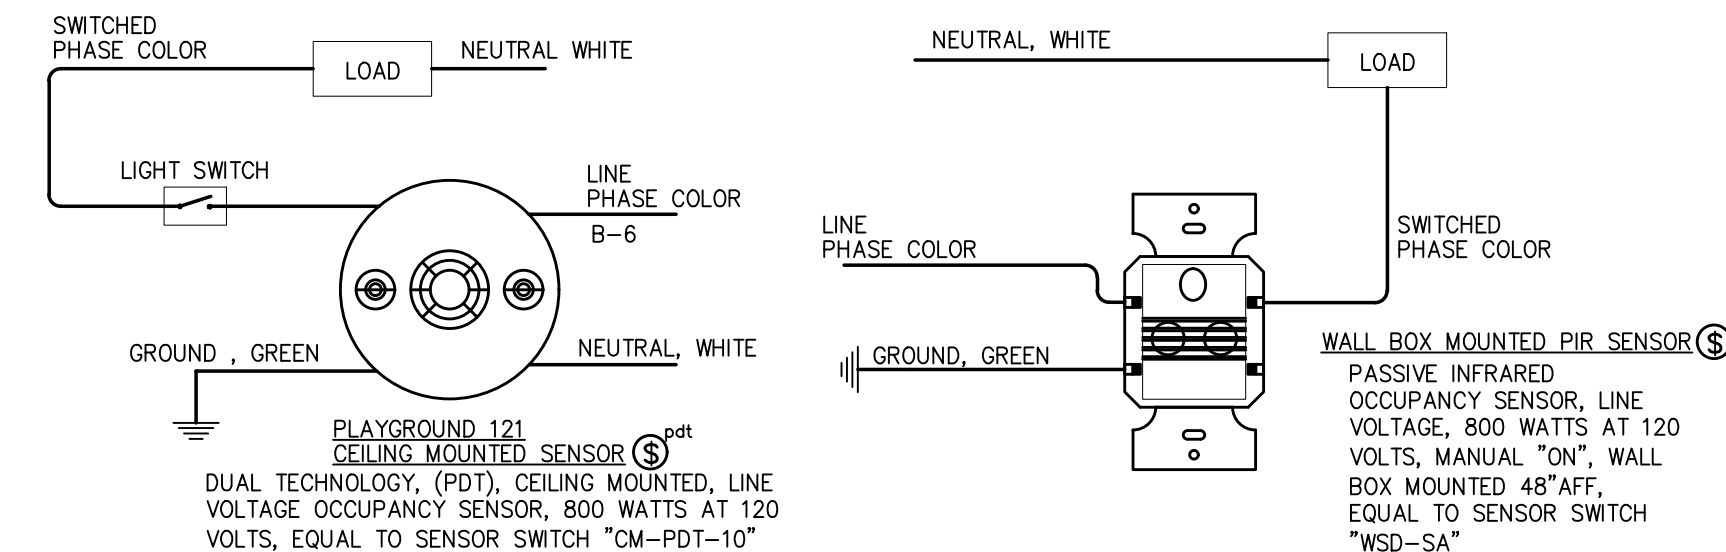 SWITCHED
PHASE COLOR
LOAD
NEUTRAL WHITE
LIGHT SWITCH
LINE
PHASE COLOR
B-6
GROUND , GREEN
NEUTRAL, WHITE
PLAYGROUND 121
CEILING MOUNTED SENSOR $ pdt
DUAL TECHNOLOGY, (PDT), CEILING MOUNTED, LINE
VOLTAGE OCCUPANCY SENSOR, 800 WATTS AT 120
VOLTS, EQUAL TO SENSOR SWITCH "CM-PDT-10"
NEUTRAL, WHITE
LOAD
LINE
PHASE COLOR
SWITCHED
PHASE COLOR
GROUND, GREEN
WALL BOX MOUNTED PIR SENSOR $
PASSIVE INFRARED
OCCUPANCY SENSOR, LINE
VOLTAGE, 800 WATTS AT 120
VOLTS, MANUAL "ON", WALL
BOX MOUNTED 48"AFF,
EQUAL TO SENSOR SWITCH
"WSD-SA"